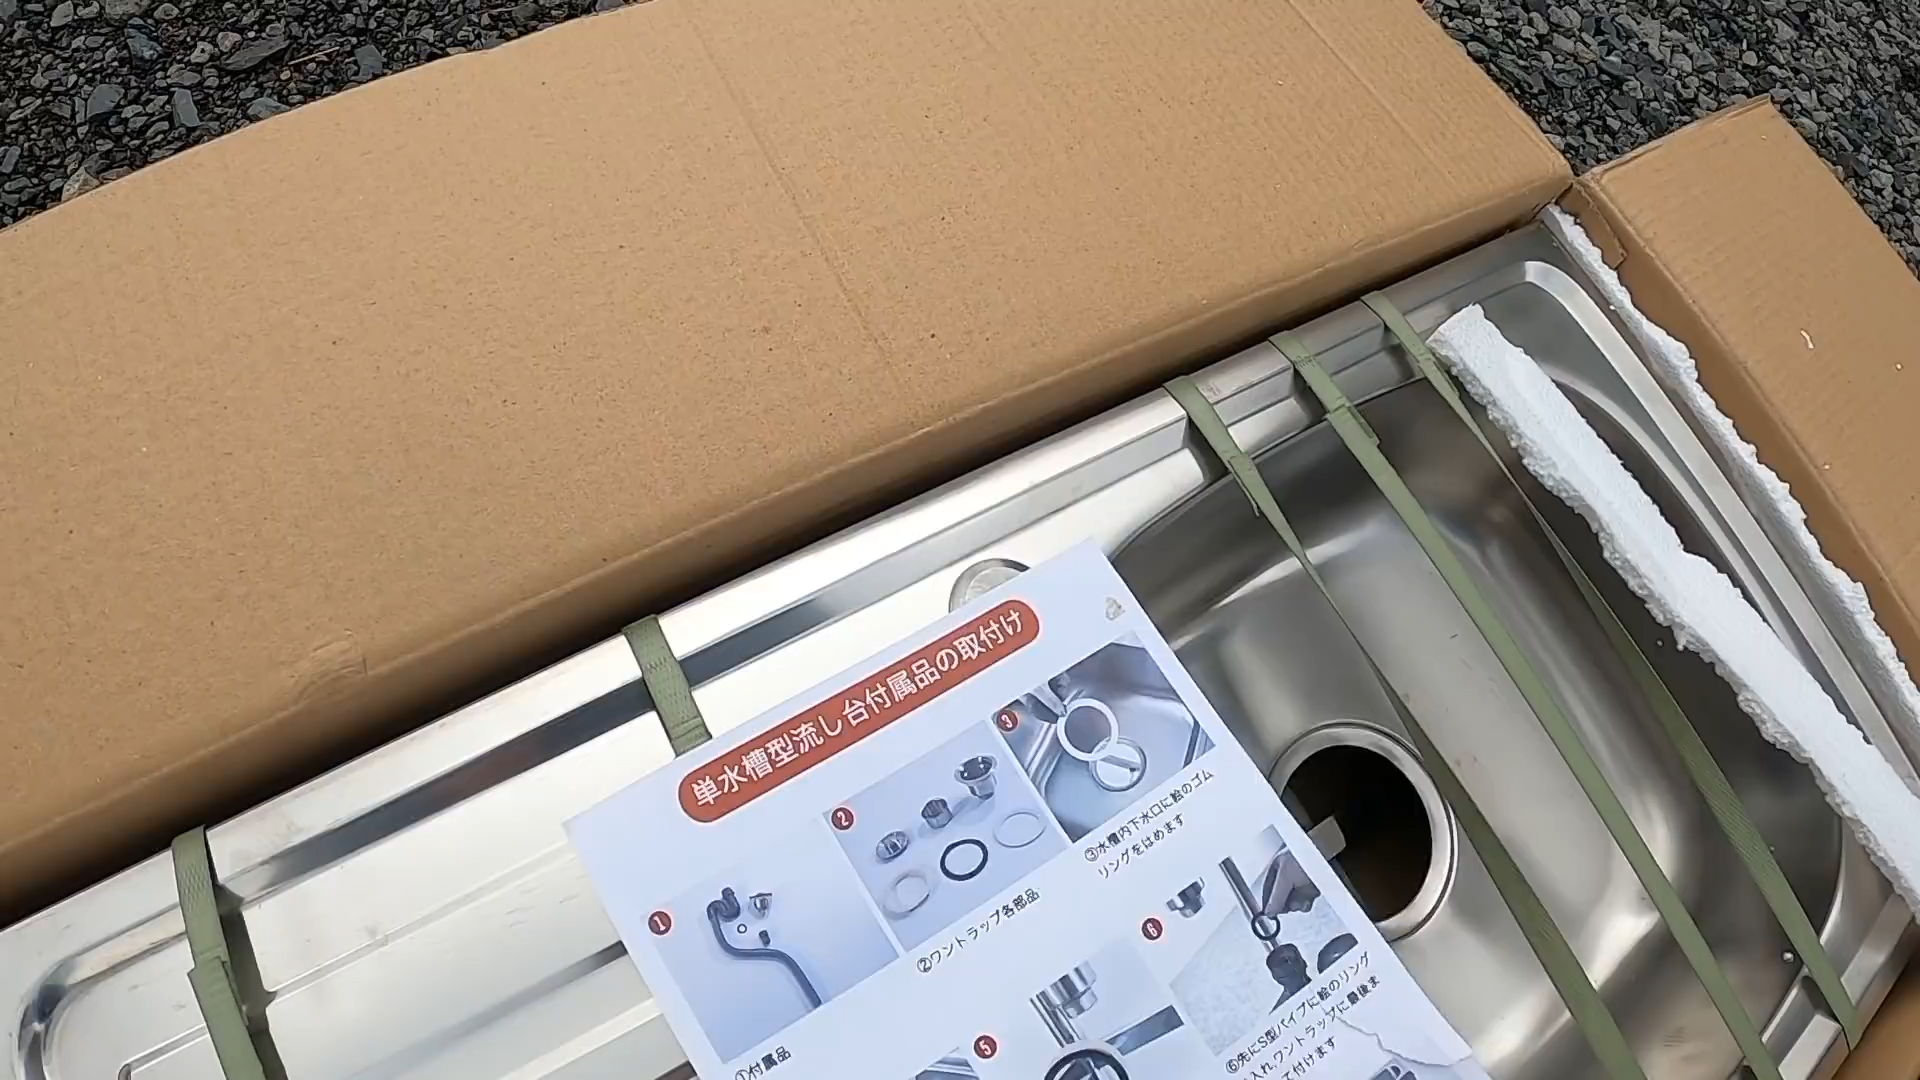 単水槽型流し台付属品の取付け
1
①付属品
2
②ワントラップ各部品
3
③水槽内下水口に絵のゴム
リングをはめます
5
6
⑥先にS型パイプに絵のリング
入れ、ワントラップに最後ま
て付けます